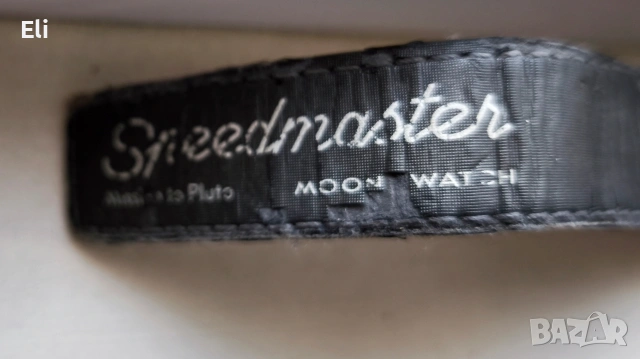 Eli
Speedmaster
to Pluto
MOON WATCH
BAZAR